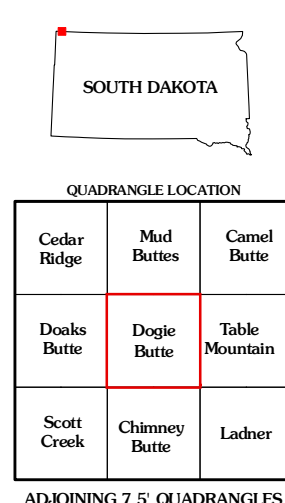 SOUTH DAKOTA
QUADRANGLE LOCATION
Cedar Ridge
Mud Buttes
Camel Butte
Doaks Butte
Dogie Butte
Table Mountain
Scott Creek
Chimney Butte
Ladner
ADJOINING 7.5' QUADRANGLES